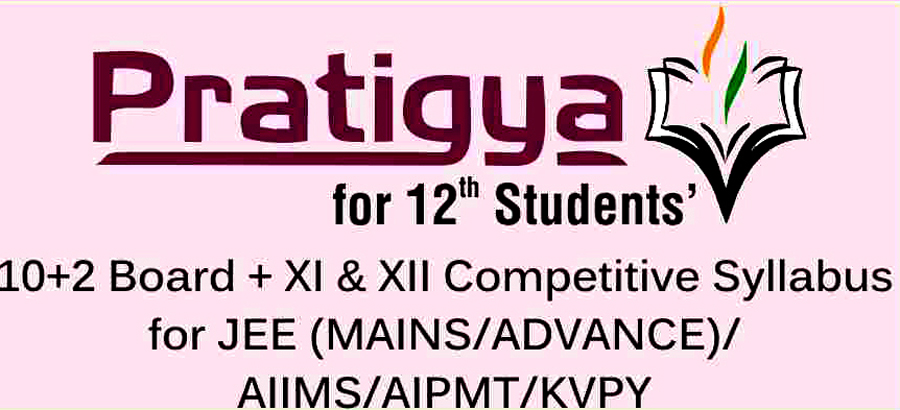 Pratigya
for 12th Students’
10+2 Board + XI & XII Competitive Syllabus
for JEE (MAINS/ADVANCE)/
AIIMS/AIPMT/KVPY